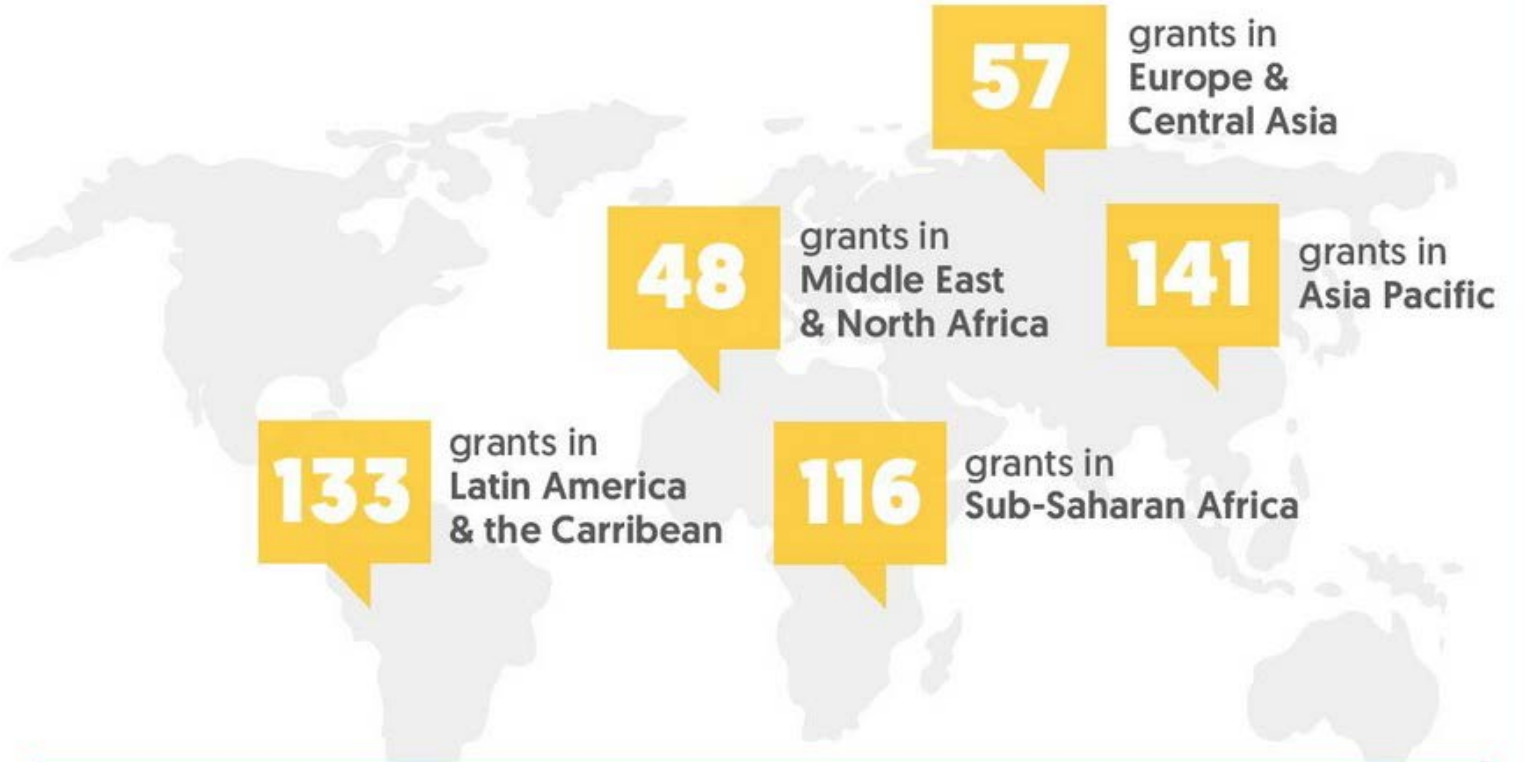 57
grants in
Europe &
Central Asia
48
grants in
Middle East
& North Africa
141
grants in
Asia Pacific
133
grants in
Latin America
& the Carribean
116
grants in
Sub-Saharan Africa